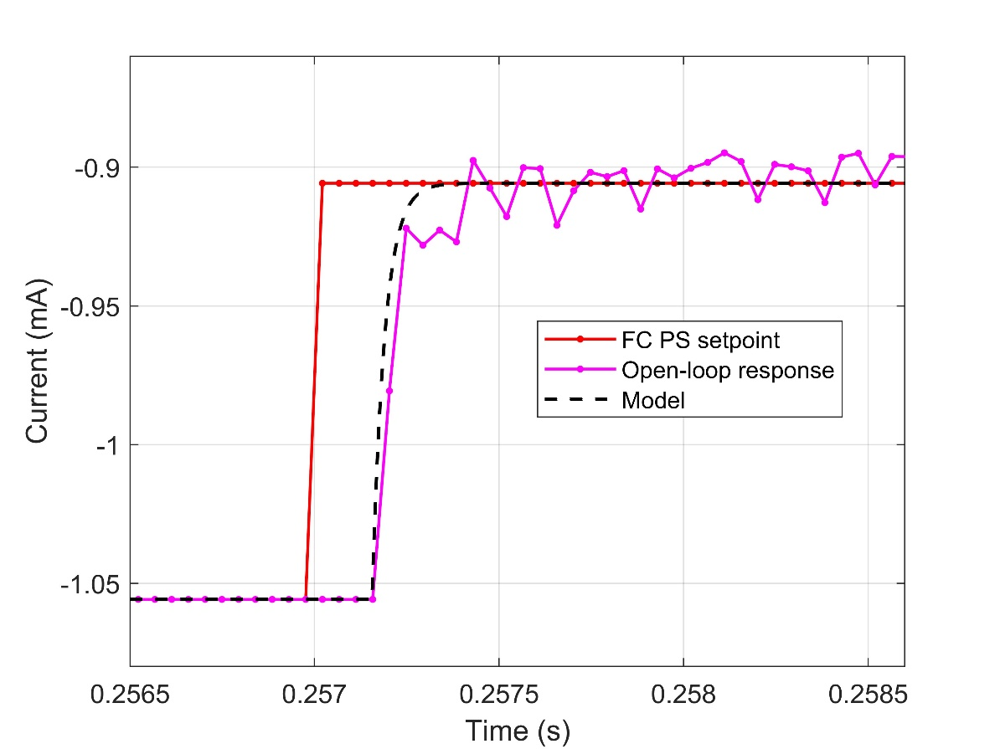 -0.9
-0.95
-1
-1.05
Current (mA)
FC PS setpoint
Open-loop response
Model
0.2565 0.257 0.2575 0.258 0.2585
Time (s)